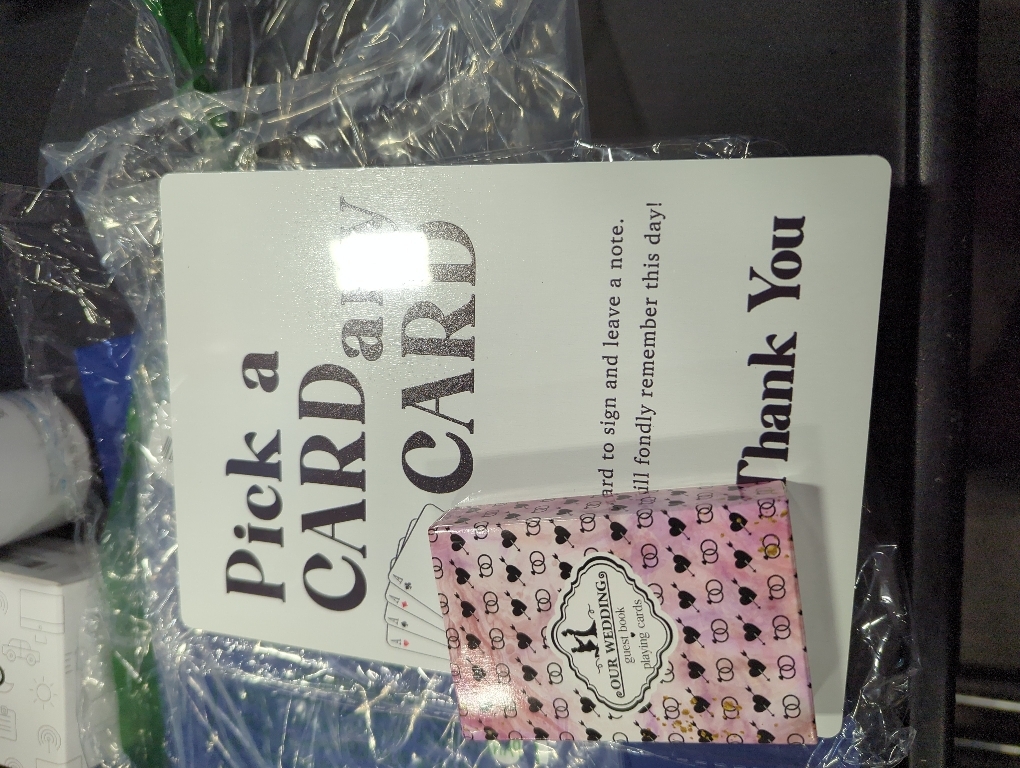 Pick a
CARD any
CARD
ard to sign and leave a note.
ill fondly remember this day!
Thank You
A A A A
OUR WEDDING
guest book
playing cards